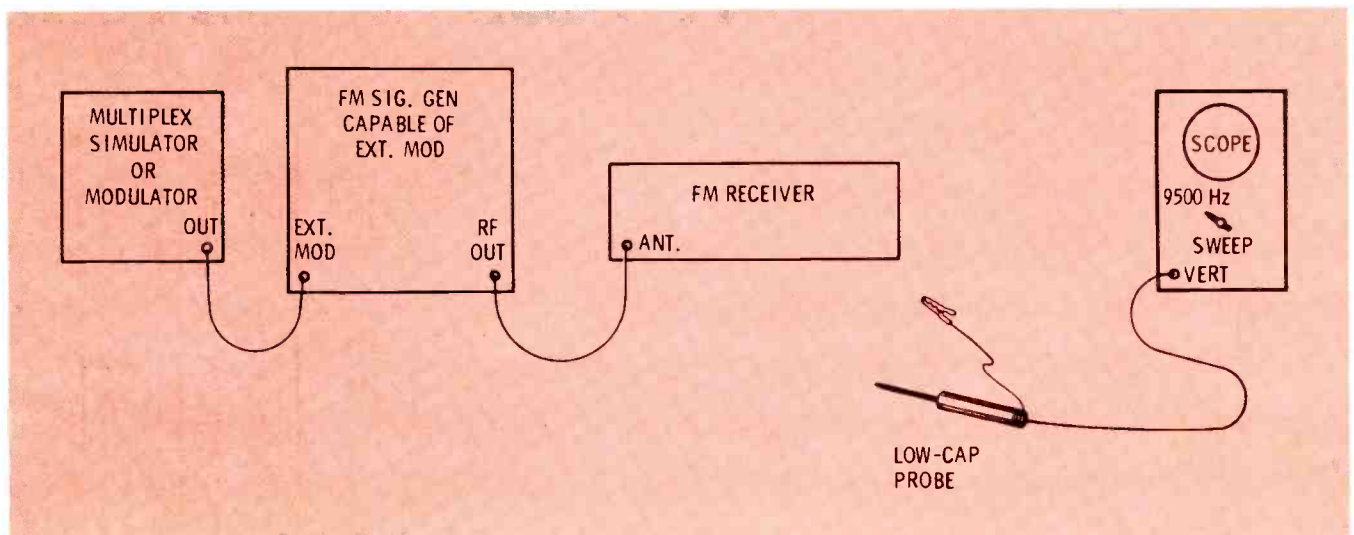 MULTIPLEX
SIMULATOR
OR
MODULATOR
OUT
FM SIG. GEN
CAPABLE OF
EXT. MOD
EXT.
MOD
RF
OUT
FM RECEIVER
ANT.
SCOPE
9500 Hz
SWEEP
VERT
LOW-CAP
PROBE